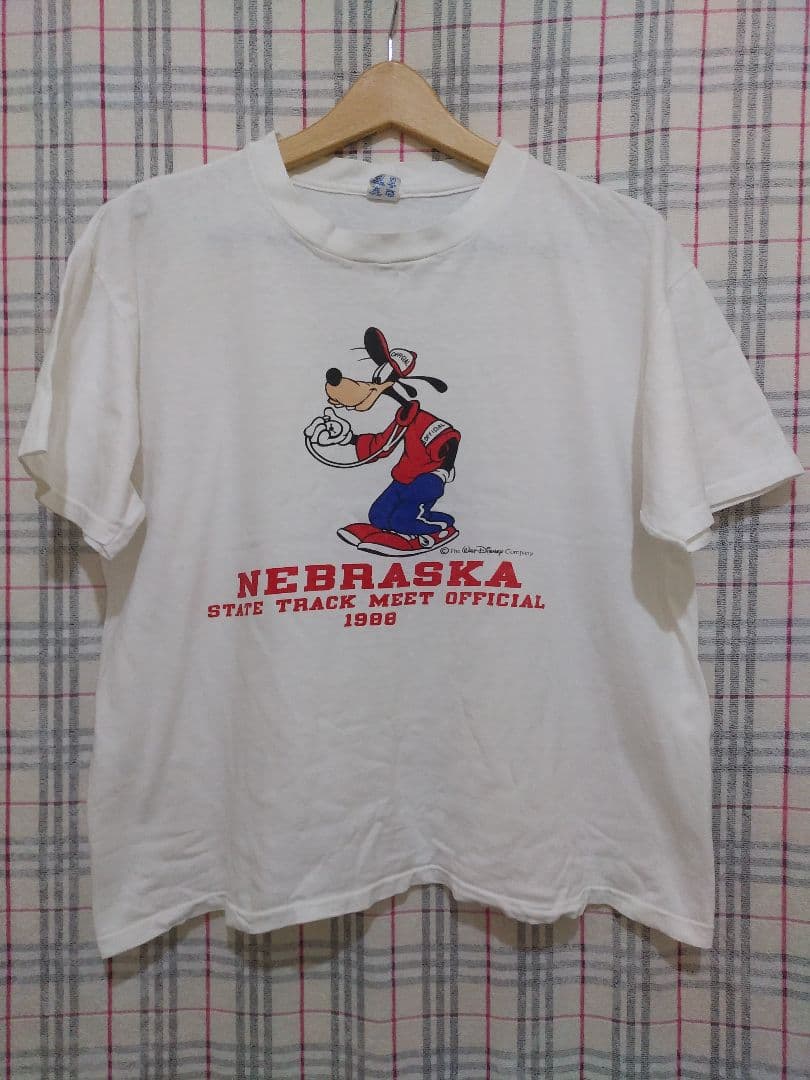 OFFICIAL
OFFICIAL
© The Walt Disney Company
NEBRASKA
STATE TRACK MEET OFFICIAL
1988